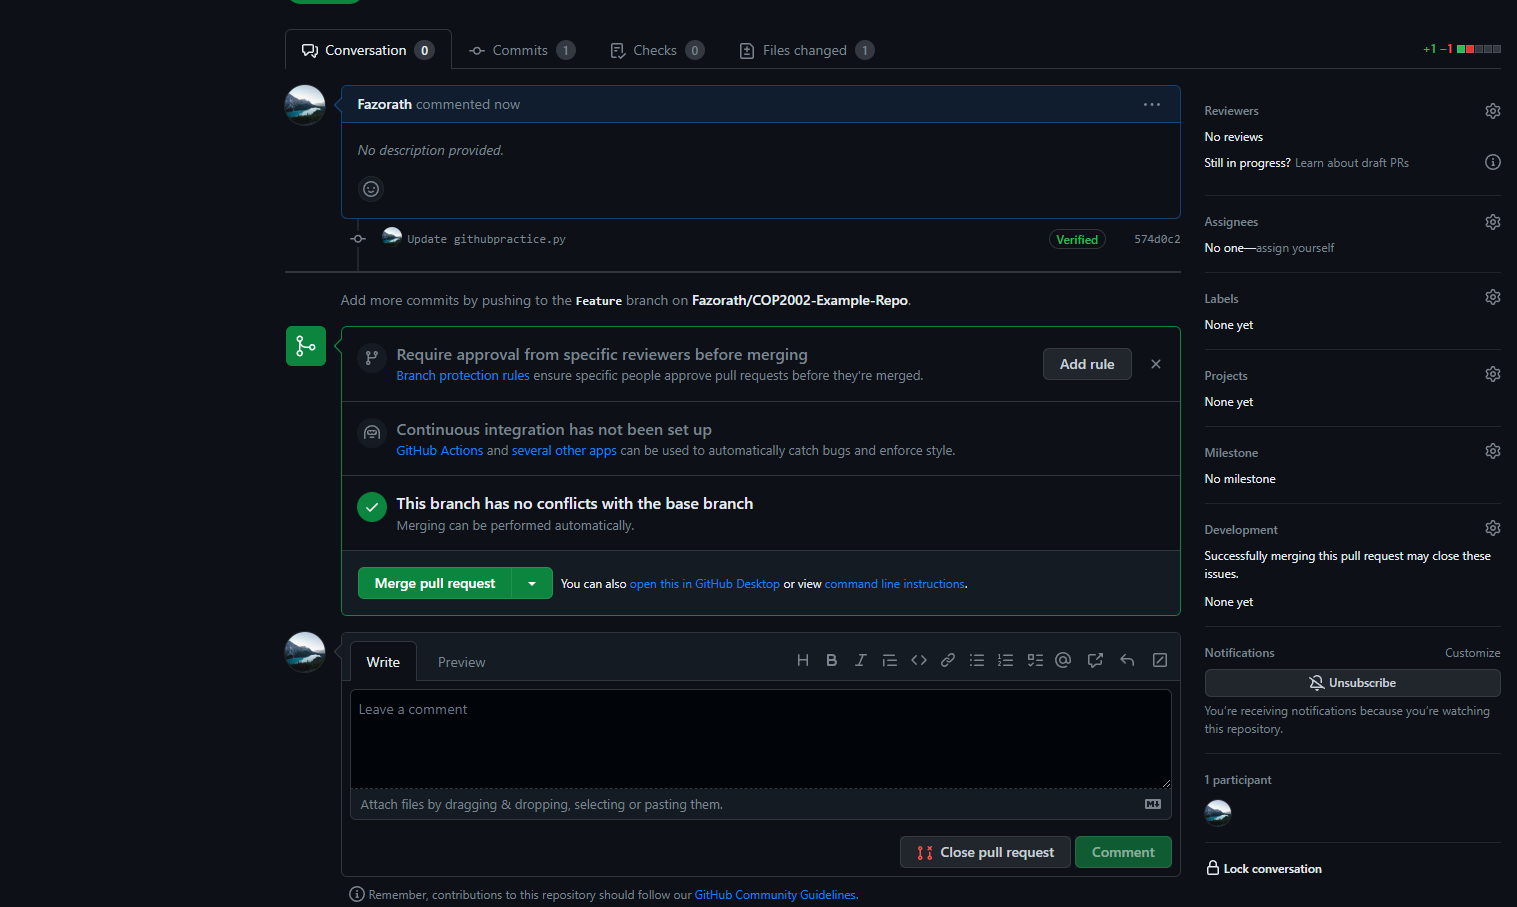 Conversation 0 Commits 1 Checks 0 Files changed 1 +1 −1
Fazorath commented now
No description provided.
Update githubpractice.py Verified 574d0c2
Add more commits by pushing to the Feature branch on Fazorath/COP2002-Example-Repo.
Require approval from specific reviewers before merging
Branch protection rules ensure specific people approve pull requests before they're merged.
Add rule
Continuous integration has not been set up
GitHub Actions and several other apps can be used to automatically catch bugs and enforce style.
This branch has no conflicts with the base branch
Merging can be performed automatically.
Merge pull request You can also open this in GitHub Desktop or view command line instructions.
Write Preview
Leave a comment
Attach files by dragging & dropping, selecting or pasting them.
Close pull request Comment
Remember, contributions to this repository should follow our GitHub Community Guidelines.
Reviewers
No reviews
Still in progress? Learn about draft PRs
Assignees
No one—assign yourself
Labels
None yet
Projects
None yet
Milestone
No milestone
Development
Successfully merging this pull request may close these
issues.
None yet
Notifications Customize
Unsubscribe
You're receiving notifications because you're watching
this repository.
1 participant
Lock conversation